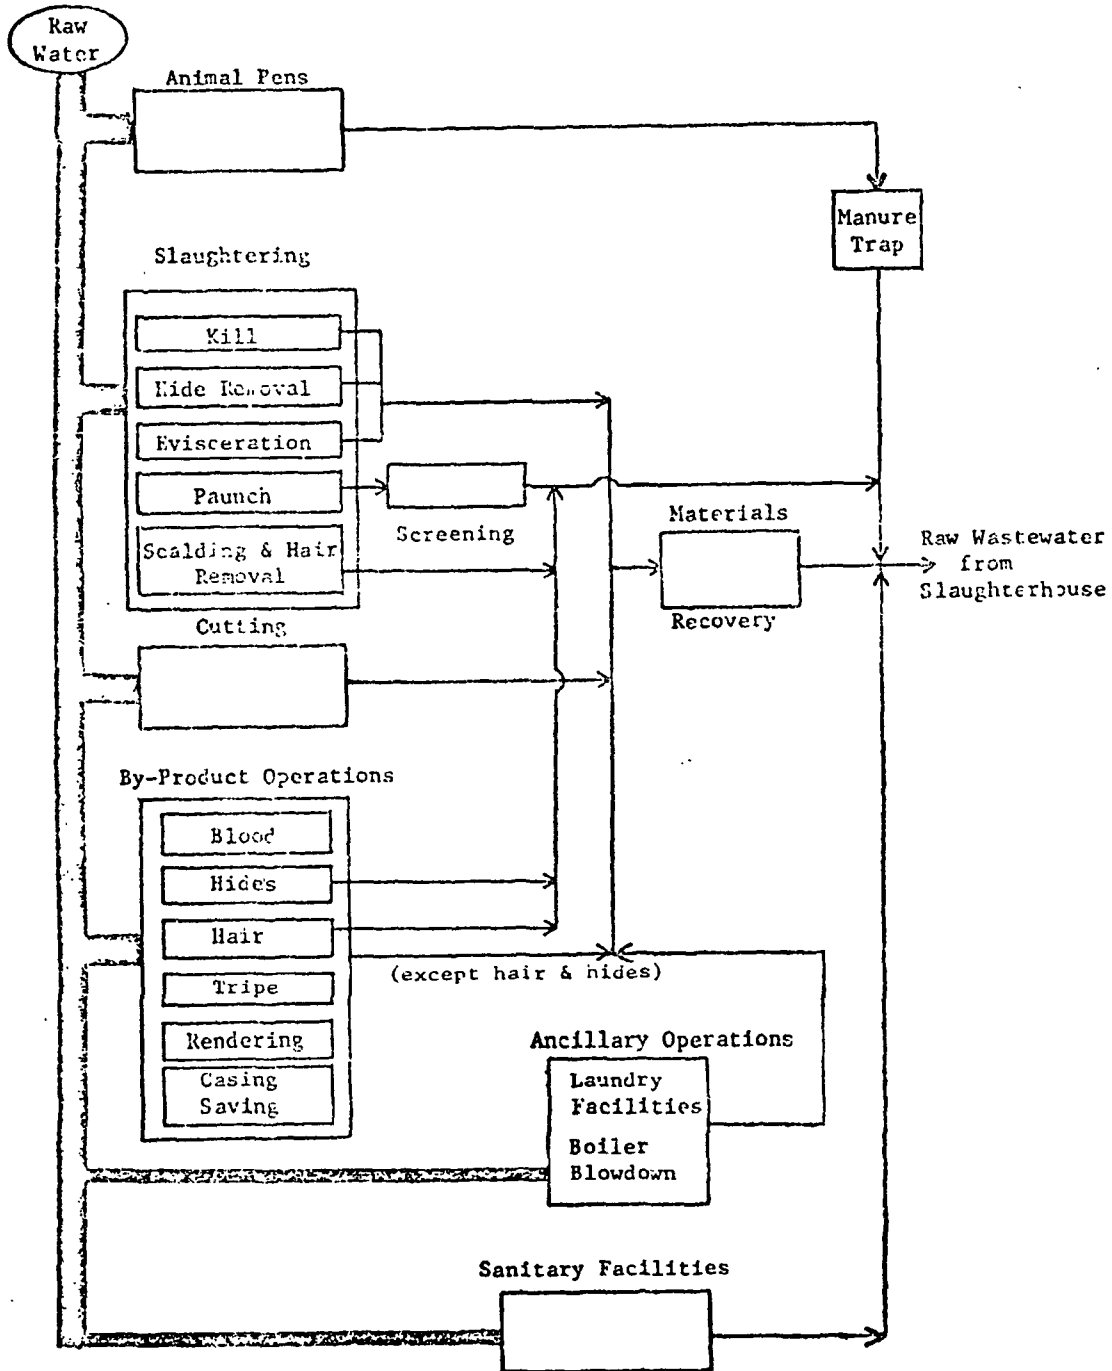 Raw
Water
Animal Pens
Manure
Trap
Slaughtering
Kill
Hide Removal
Evisceration
Paunch
Scalding & Hair
Removal
Screening
Materials
Recovery
Raw Wastewater
from
Slaughterhouse
Cutting
By-Product Operations
Blood
Hides
Hair
Tripe
Rendering
Casing
Saving
(except hair & hides)
Ancillary Operations
Laundry
Facilities
Boiler
Blowdown
Sanitary Facilities